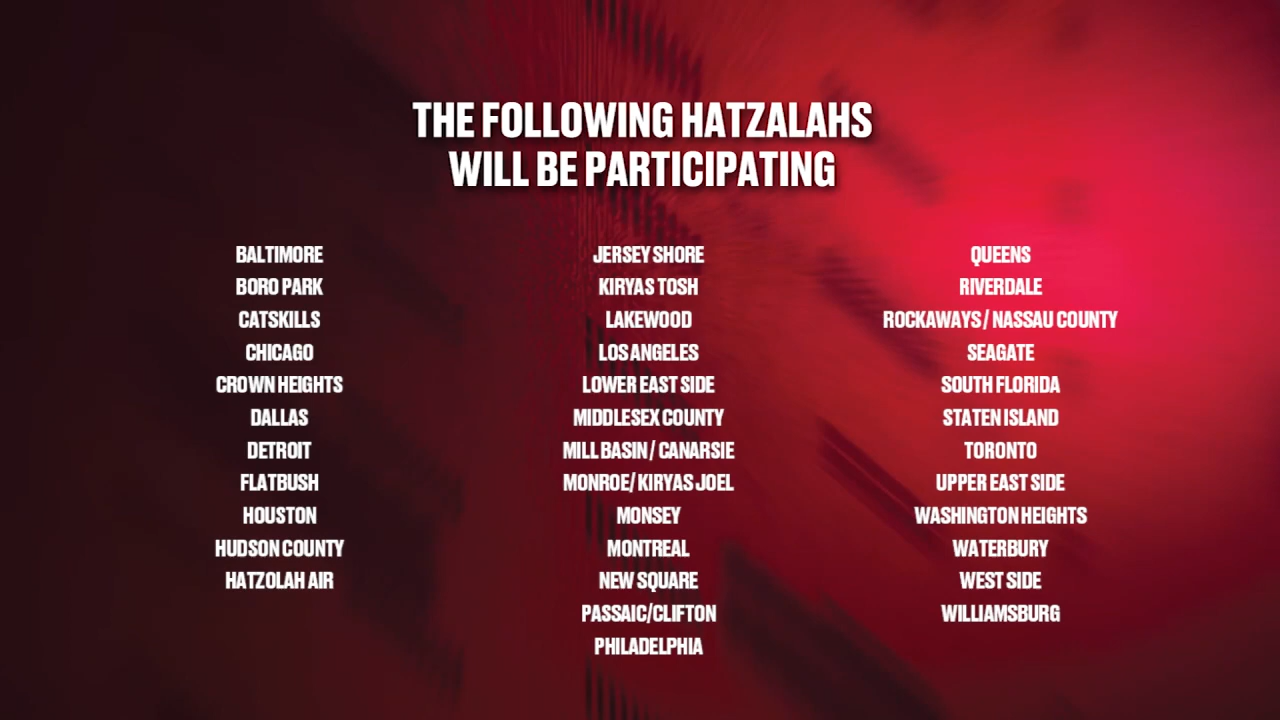 THE FOLLOWING HATZALAHS
WILL BE PARTICIPATING
BALTIMORE
BORO PARK
CATSKILLS
CHICAGO
CROWN HEIGHTS
DALLAS
DETROIT
FLATBUSH
HOUSTON
HUDSON COUNTY
HATZOLAH AIR
JERSEY SHORE
KIRYAS TOSH
LAKEWOOD
LOS ANGELES
LOWER EAST SIDE
MIDDLESEX COUNTY
MILL BASIN / CANARSIE
MONROE/ KIRYAS JOEL
MONSEY
MONTREAL
NEW SQUARE
PASSAIC/CLIFTON
PHILADELPHIA
QUEENS
RIVERDALE
ROCKAWAYS / NASSAU COUNTY
SEAGATE
SOUTH FLORIDA
STATEN ISLAND
TORONTO
UPPER EAST SIDE
WASHINGTON HEIGHTS
WATERBURY
WEST SIDE
WILLIAMSBURG